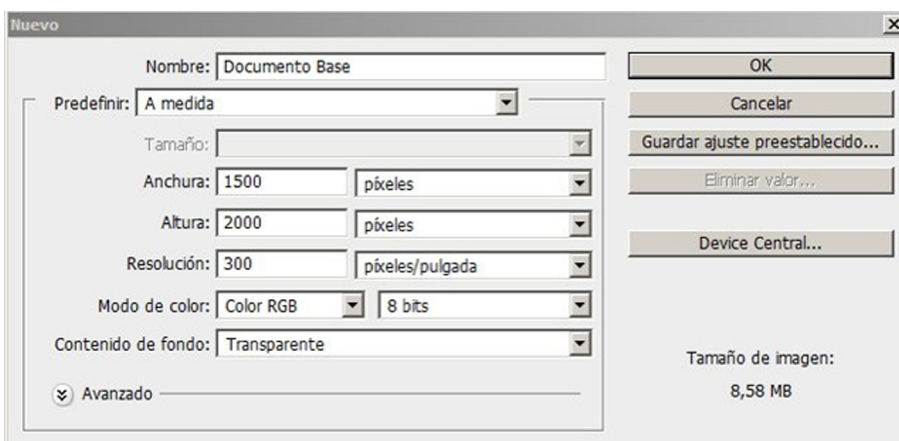 Nuevo
Nombre: Documento Base
OK
Predefinir: A medida
Cancelar
Tamaño:
Guardar ajuste preestablecido...
Anchura: 1500 píxeles
Eliminar valor...
Altura: 2000 píxeles
Device Central...
Resolución: 300 píxeles/pulgada
Modo de color: Color RGB 8 bits
Contenido de fondo: Transparente
Tamaño de imagen:
Avanzado
8,58 MB